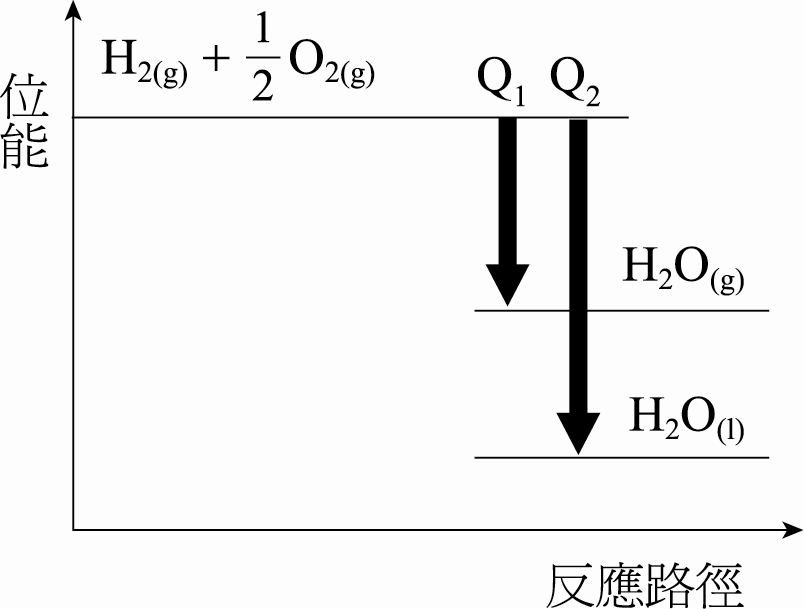 H₂(g) + 1/2 O₂(g)
Q₁ Q₂
位能
H₂O(g)
H₂O(l)
反應路徑